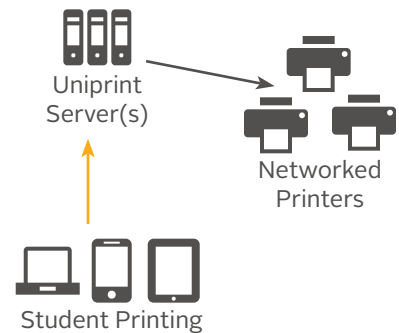 Uniprint
Server(s)
Networked
Printers
Student Printing